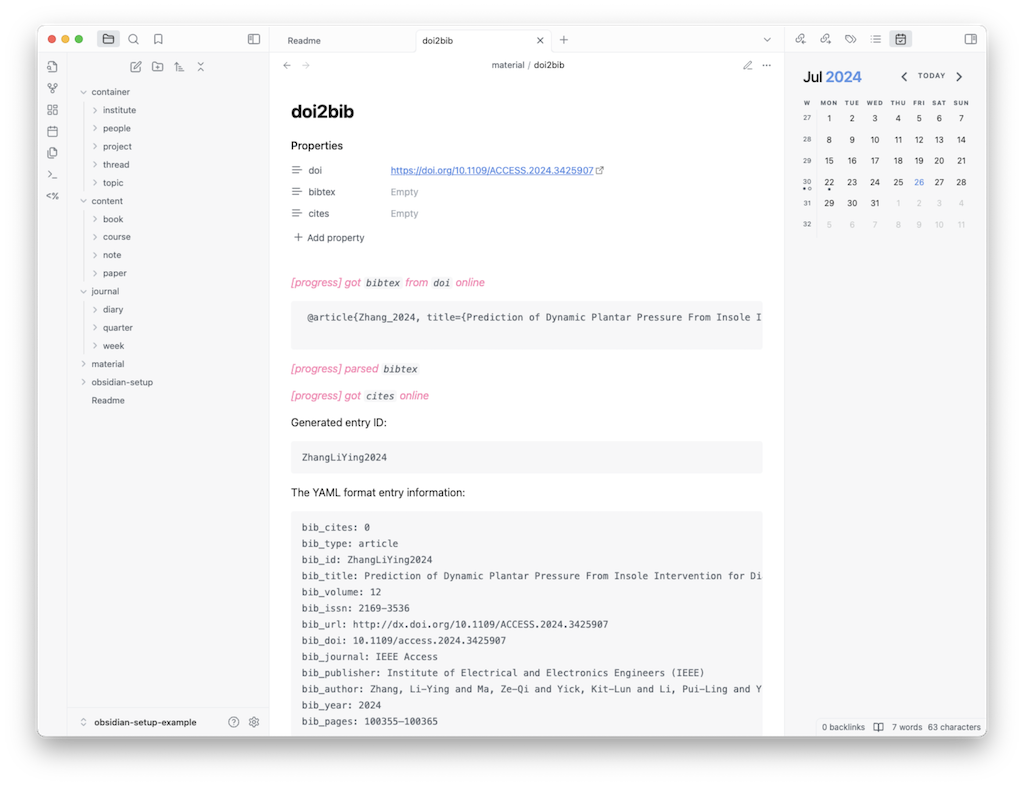 Readme
doi2bib
material / doi2bib
container
institute
people
project
thread
topic
content
book
course
note
paper
journal
diary
quarter
week
material
obsidian-setup
Readme
obsidian-setup-example
doi2bib
Properties
doi https://doi.org/10.1109/ACCESS.2024.3425907
bibtex Empty
cites Empty
Add property
[progress] got bibtex from doi online
@article{Zhang_2024, title={Prediction of Dynamic Plantar Pressure From Insole I
[progress] parsed bibtex
[progress] got cites online
Generated entry ID:
ZhangLiYing2024
The YAML format entry information:
bib_cites: 0
bib_type: article
bib_id: ZhangLiYing2024
bib_title: Prediction of Dynamic Plantar Pressure From Insole Intervention for Di
bib_volume: 12
bib_issn: 2169-3536
bib_url: http://dx.doi.org/10.1109/ACCESS.2024.3425907
bib_doi: 10.1109/access.2024.3425907
bib_journal: IEEE Access
bib_publisher: Institute of Electrical and Electronics Engineers (IEEE)
bib_author: Zhang, Li-Ying and Ma, Ze-Qi and Yick, Kit-Lun and Li, Pui-Ling and Y
bib_year: 2024
bib_pages: 100355–100365
Jul 2024 TODAY
W MON TUE WED THU FRI SAT SUN
27 1 2 3 4 5 6 7
28 8 9 10 11 12 13 14
29 15 16 17 18 19 20 21
30 22 23 24 25 26 27 28
31 29 30 31 1 2 3 4
32 5 6 7 8 9 10 11
0 backlinks 7 words 63 characters